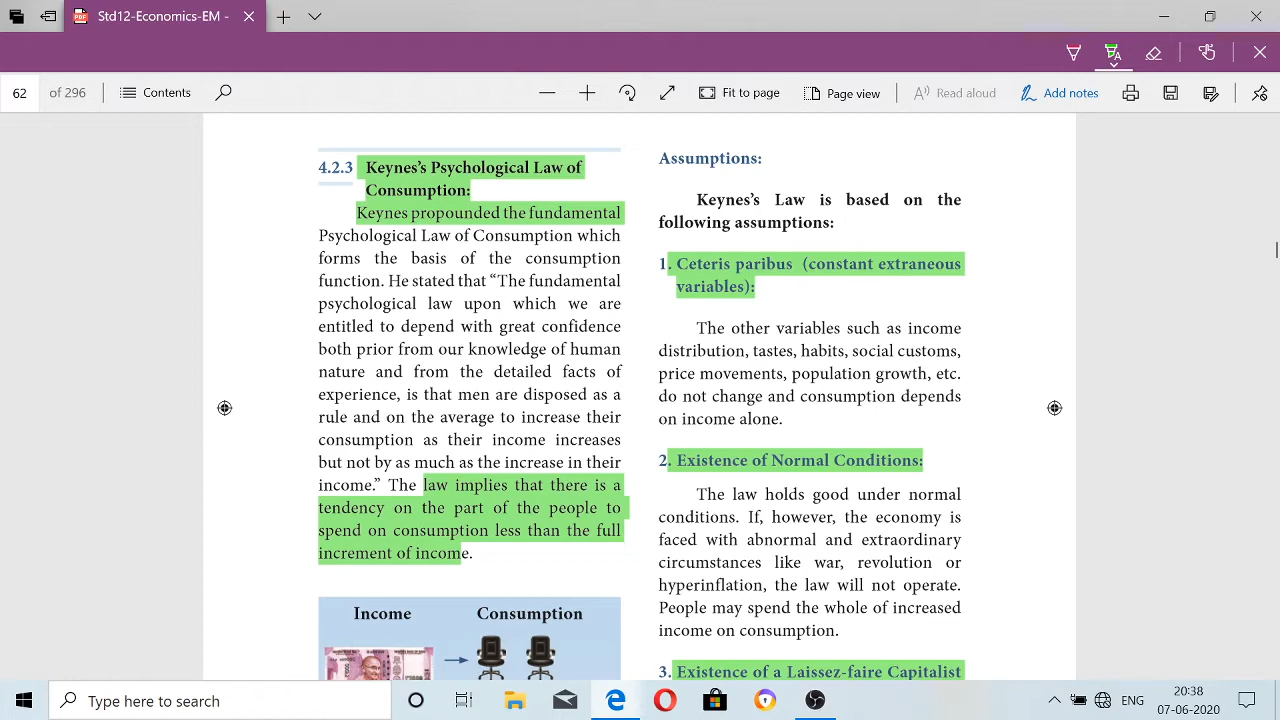 Std12-Economics-EM -
62 of 296
Contents
Fit to page
Page view
Read aloud
Add notes
4.2.3 Keynes's Psychological Law of
Consumption:
Keynes propounded the fundamental
Psychological Law of Consumption which
forms the basis of the consumption
function. He stated that “The fundamental
psychological law upon which we are
entitled to depend with great confidence
both prior from our knowledge of human
nature and from the detailed facts of
experience, is that men are disposed as a
rule and on the average to increase their
consumption as their income increases
but not by as much as the increase in their
income.” The law implies that there is a
tendency on the part of the people to
spend on consumption less than the full
increment of income.
Income Consumption
Assumptions:
Keynes's Law is based on the
following assumptions:
1. Ceteris paribus (constant extraneous
variables):
The other variables such as income
distribution, tastes, habits, social customs,
price movements, population growth, etc.
do not change and consumption depends
on income alone.
2. Existence of Normal Conditions:
The law holds good under normal
conditions. If, however, the economy is
faced with abnormal and extraordinary
circumstances like war, revolution or
hyperinflation, the law will not operate.
People may spend the whole of increased
income on consumption.
3. Existence of a Laissez-faire Capitalist
Type here to search
ENG
20:38
07-06-2020